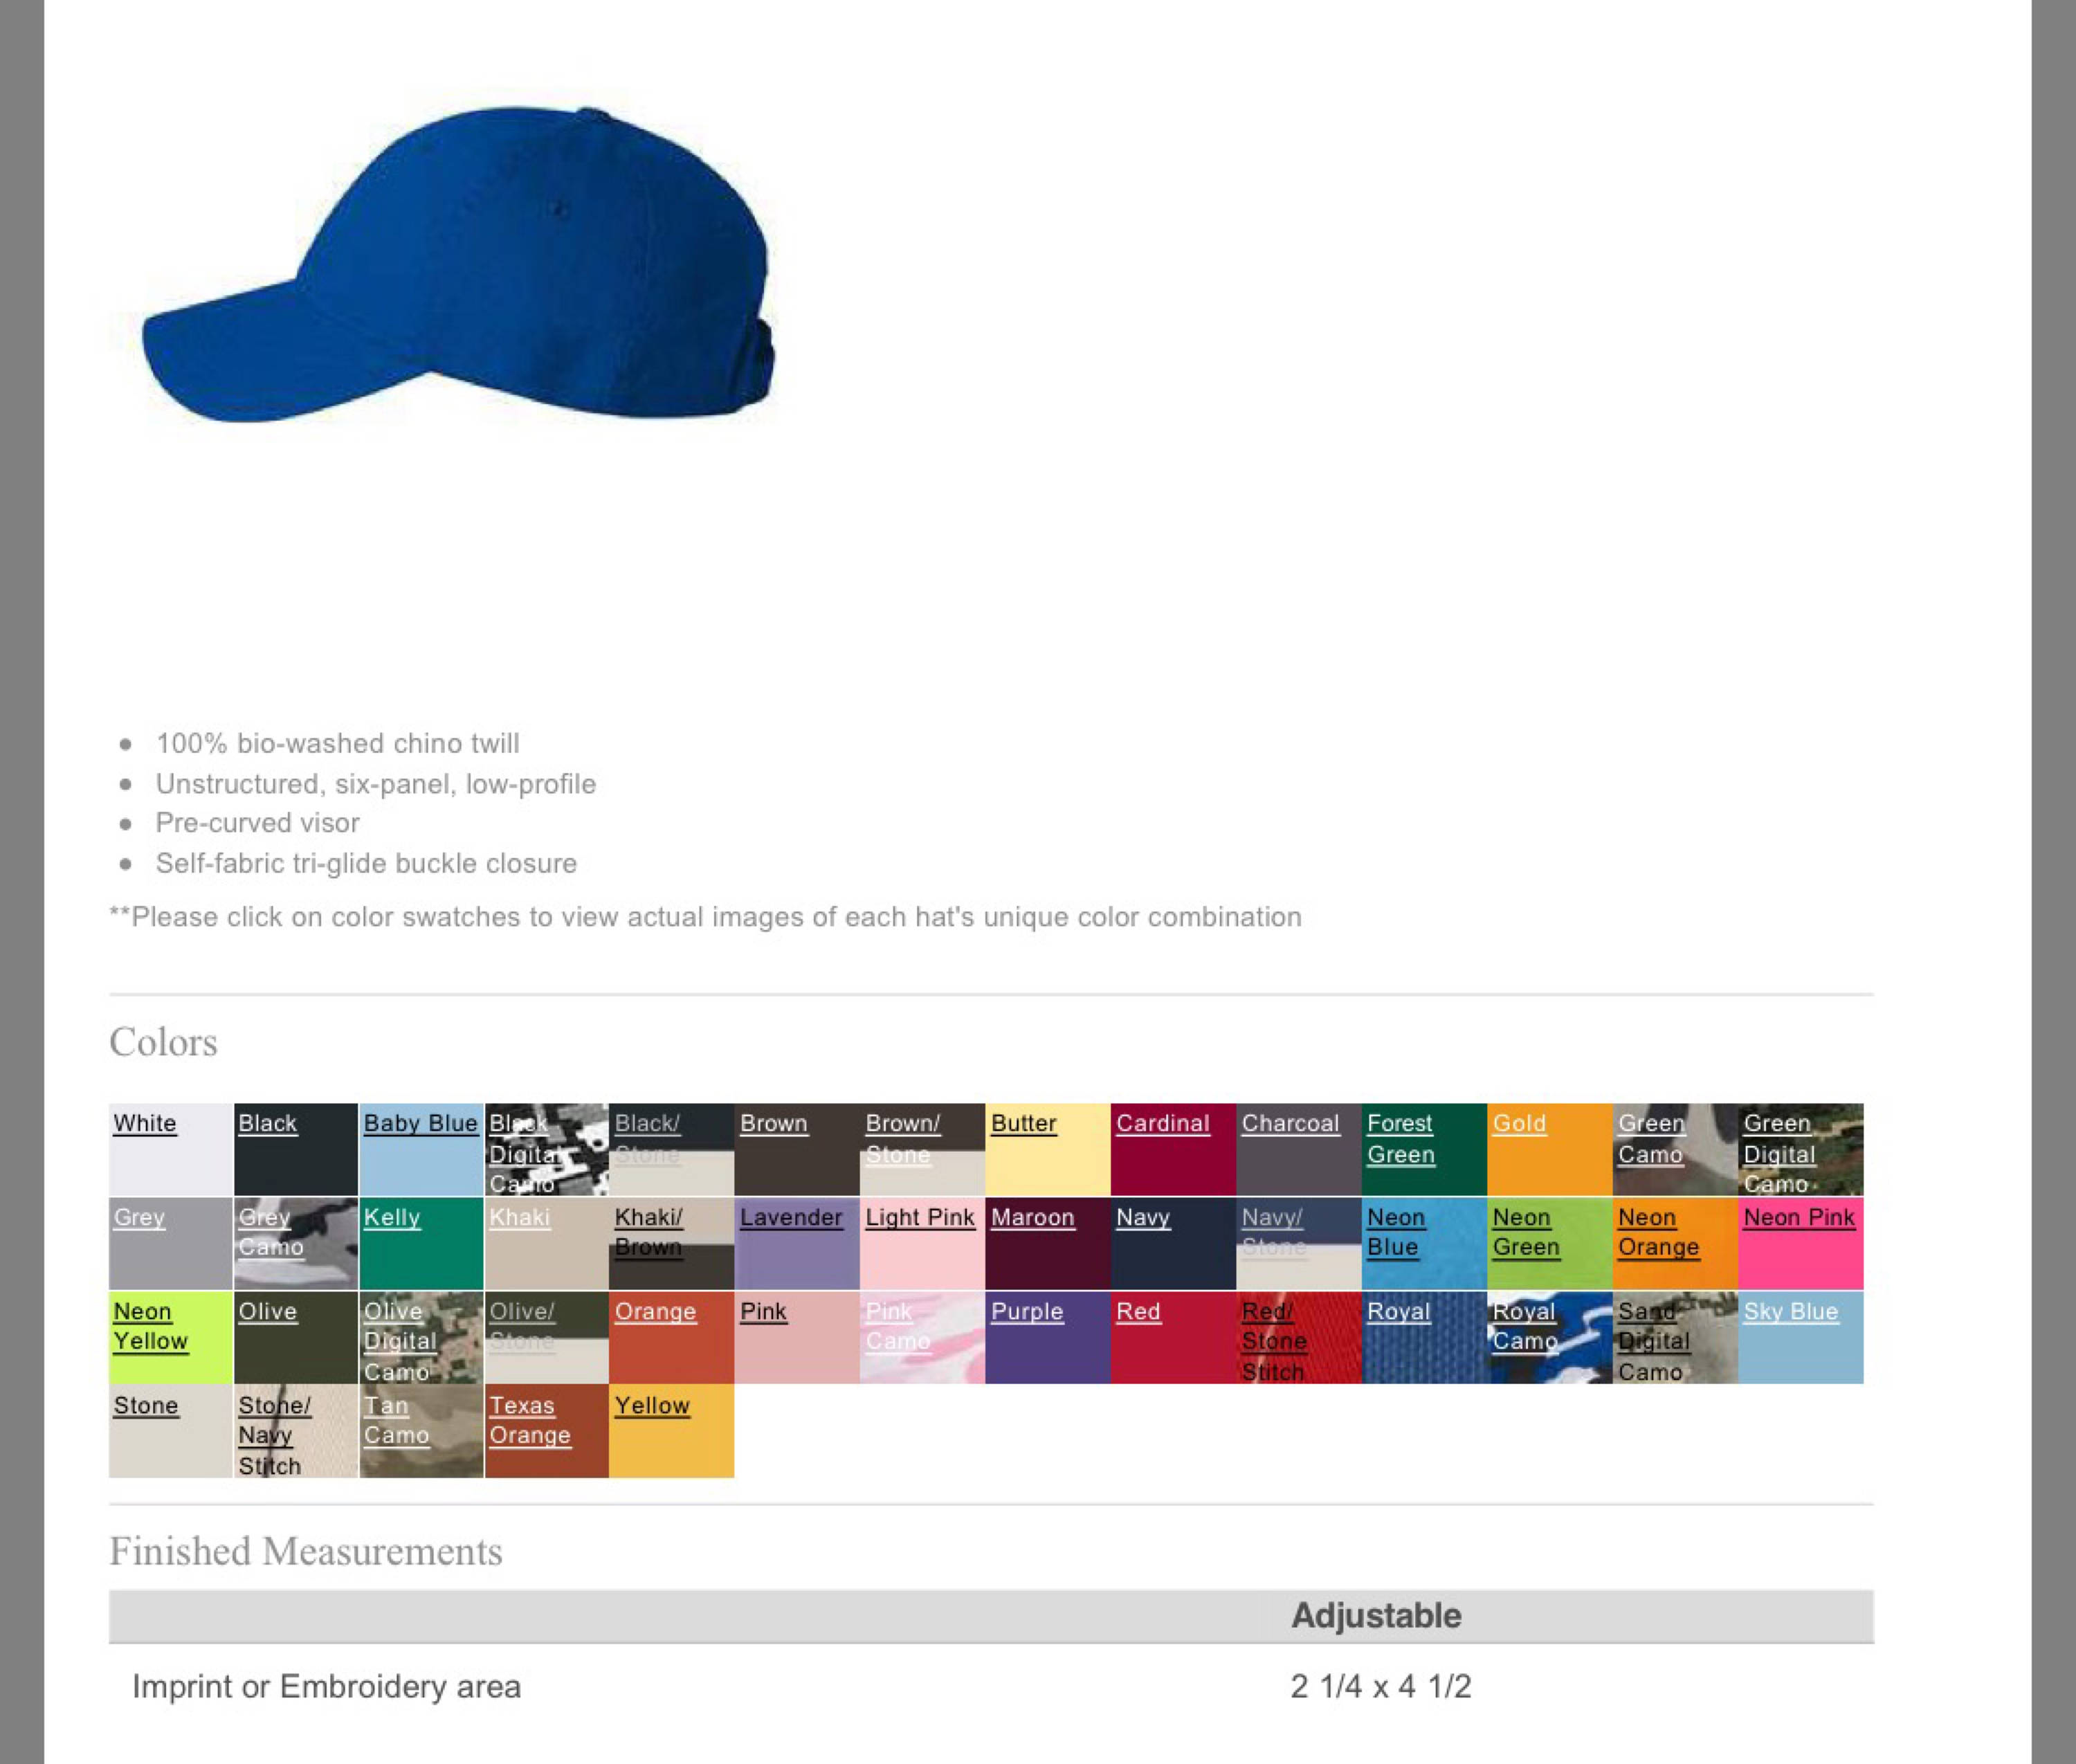 100% bio-washed chino twill
Unstructured, six-panel, low-profile
Pre-curved visor
Self-fabric tri-glide buckle closure
**Please click on color swatches to view actual images of each hat's unique color combination
Colors
White
Black
Baby Blue
Black
Digital
Camo
Black/
Stone
Brown
Brown/
Stone
Butter
Cardinal
Charcoal
Forest
Green
Gold
Green
Camo
Green
Digital
Camo
Grey
Grey
Camo
Kelly
Khaki
Khaki/
Brown
Lavender
Light Pink
Maroon
Navy
Navy/
Stone
Neon
Blue
Neon
Green
Neon
Orange
Neon Pink
Neon
Yellow
Olive
Olive
Digital
Camo
Olive/
Stone
Orange
Pink
Pink
Camo
Purple
Red
Red/
Stone
Stitch
Royal
Royal
Camo
Sand
Digital
Camo
Sky Blue
Stone
Stone/
Navy
Stitch
Tan
Camo
Texas
Orange
Yellow
Finished Measurements
Adjustable
Imprint or Embroidery area 2 1/4 x 4 1/2